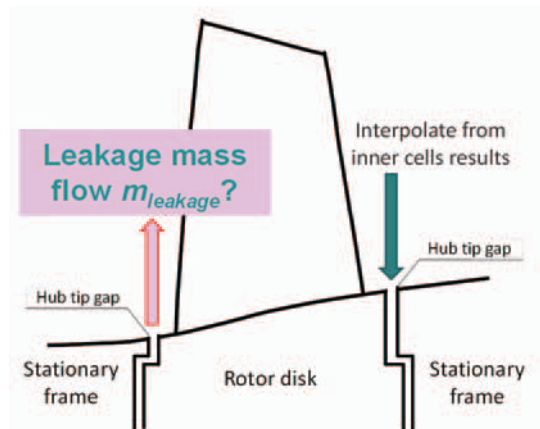 Leakage mass
flow m_leakage?
Interpolate from
inner cells results
Hub tip gap
Hub tip gap
Stationary
frame
Rotor disk
Stationary
frame